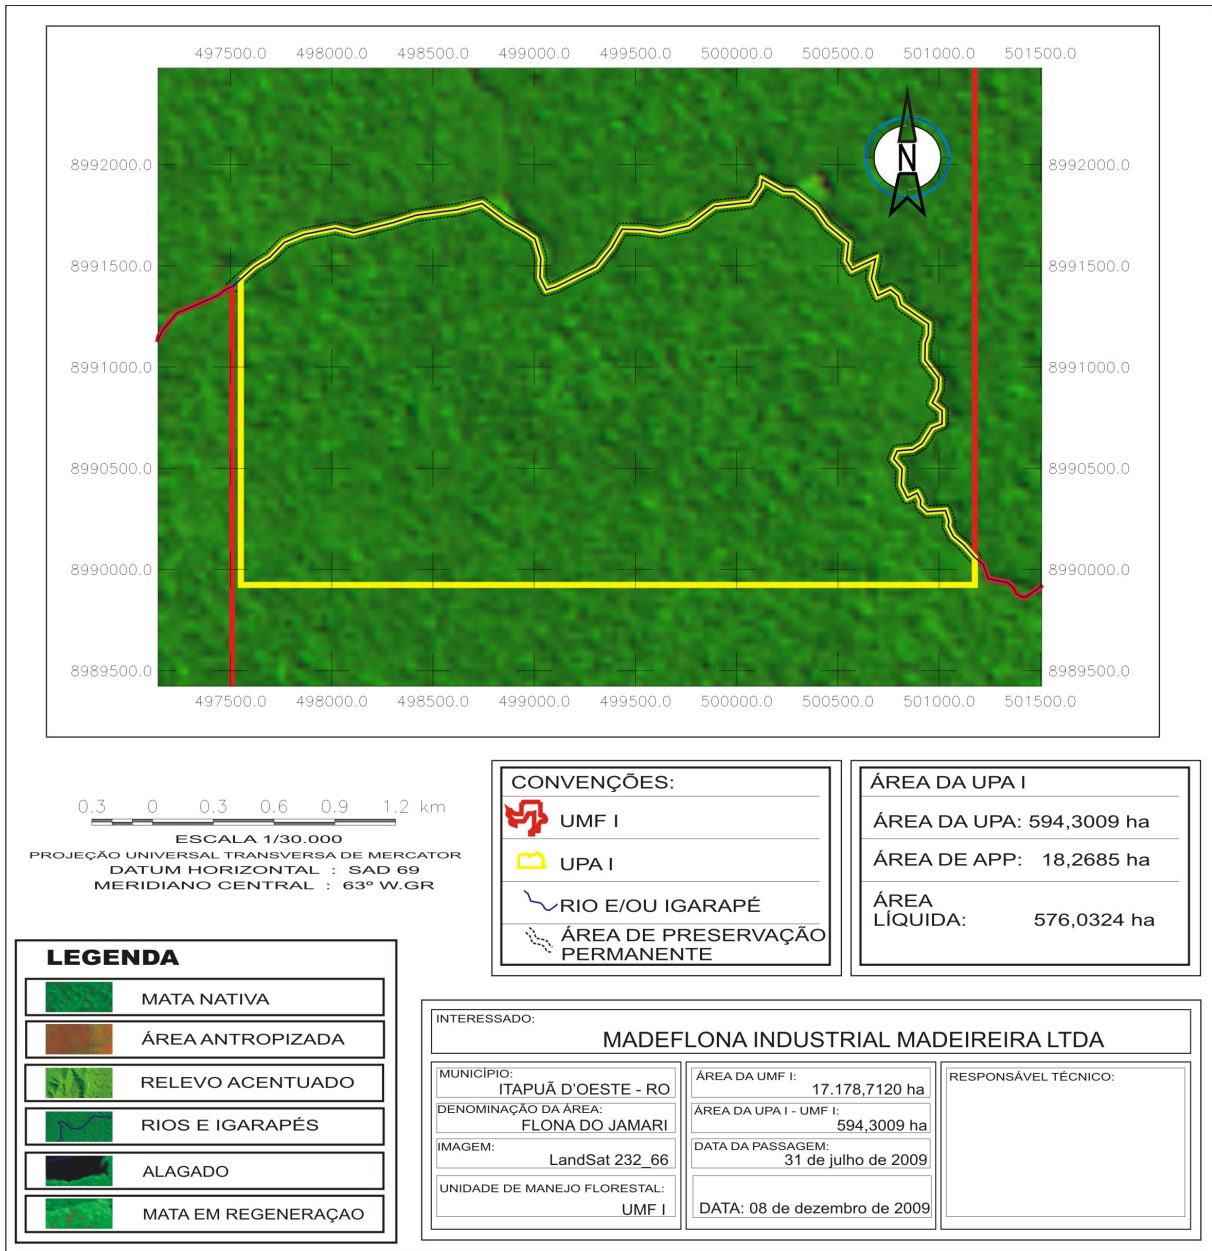 497500.0 498000.0 498500.0 499000.0 499500.0 500000.0 500500.0 501000.0 501500.0
N
8992000.0 8992000.0
8991500.0 8991500.0
8991000.0 8991000.0
8990500.0 8990500.0
8990000.0 8990000.0
8989500.0 8989500.0
497500.0 498000.0 498500.0 499000.0 499500.0 500000.0 500500.0 501000.0 501500.0
0.3 0 0.3 0.6 0.9 1.2 km
ESCALA 1/30.000
PROJEÇÃO UNIVERSAL TRANSVERSA DE MERCATOR
DATUM HORIZONTAL : SAD 69
MERIDIANO CENTRAL : 63º W.GR
CONVENÇÕES:
UMF I
UPA I
RIO E/OU IGARAPÉ
ÁREA DE PRESERVAÇÃO
PERMANENTE
ÁREA DA UPA I
ÁREA DA UPA: 594,3009 ha
ÁREA DE APP: 18,2685 ha
ÁREA
LÍQUIDA: 576,0324 ha
LEGENDA
MATA NATIVA
ÁREA ANTROPIZADA
RELEVO ACENTUADO
RIOS E IGARAPÉS
ALAGADO
MATA EM REGENERAÇAO
INTERESSADO:
MADEFLONA INDUSTRIAL MADEIREIRA LTDA
MUNICÍPIO:
ITAPUÃ D'OESTE - RO
DENOMINAÇÃO DA ÁREA:
FLONA DO JAMARI
IMAGEM:
LandSat 232_66
UNIDADE DE MANEJO FLORESTAL:
UMF I
ÁREA DA UMF I:
17.178,7120 ha
ÁREA DA UPA I - UMF I:
594,3009 ha
DATA DA PASSAGEM:
31 de julho de 2009
DATA: 08 de dezembro de 2009
RESPONSÁVEL TÉCNICO: